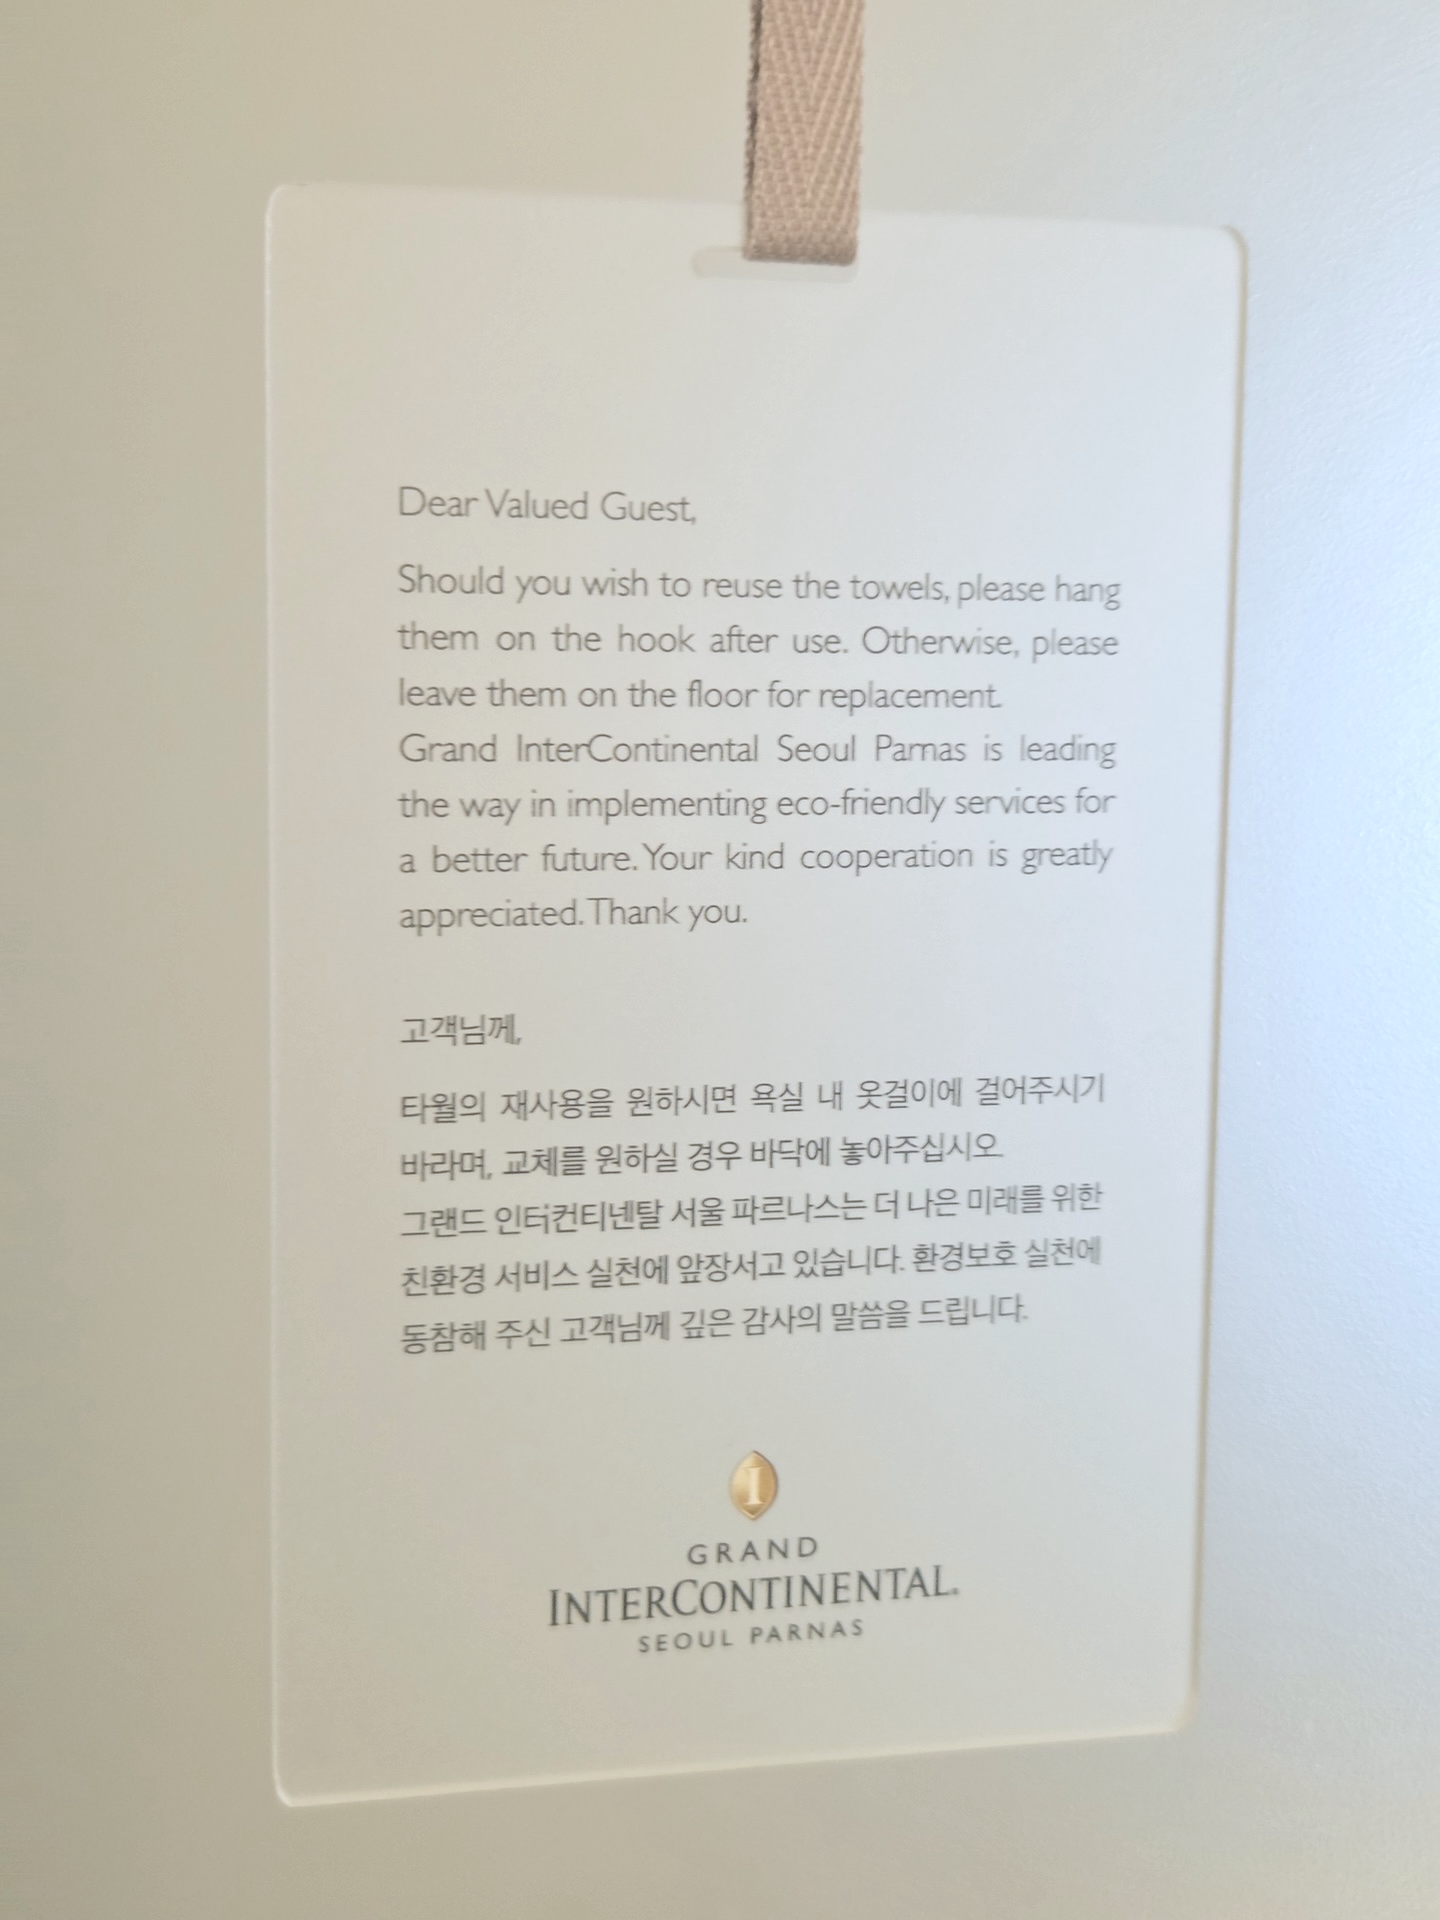 Dear Valued Guest,
Should you wish to reuse the towels, please hang
them on the hook after use. Otherwise, please
leave them on the floor for replacement.
Grand InterContinental Seoul Parnas is leading
the way in implementing eco-friendly services for
a better future. Your kind cooperation is greatly
appreciated. Thank you.
고객님께,
타월의 재사용을 원하시면 욕실 내 옷걸이에 걸어주시기
바라며, 교체를 원하실 경우 바닥에 놓아주십시오.
그랜드 인터컨티넨탈 서울 파르나스는 더 나은 미래를 위한
친환경 서비스 실천에 앞장서고 있습니다. 환경보호 실천에
동참해 주신 고객님께 깊은 감사의 말씀을 드립니다.
I
GRAND
INTERCONTINENTAL.
SEOUL PARNAS